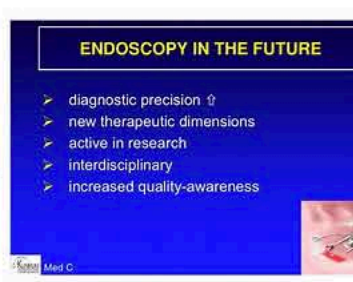 ENDOSCOPY IN THE FUTURE
diagnostic precision ⇧
new therapeutic dimensions
active in research
interdisciplinary
increased quality-awareness
Med C